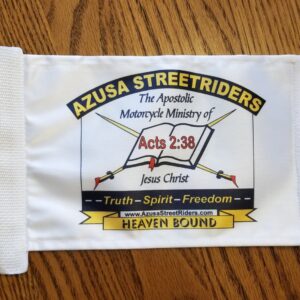 AZUSA STREETRIDERS
The Apostolic
Motorcycle Ministry of
Acts 2:38
Jesus Christ
Truth – Spirit – Freedom
www.AzusaStreetRiders.com
HEAVEN BOUND